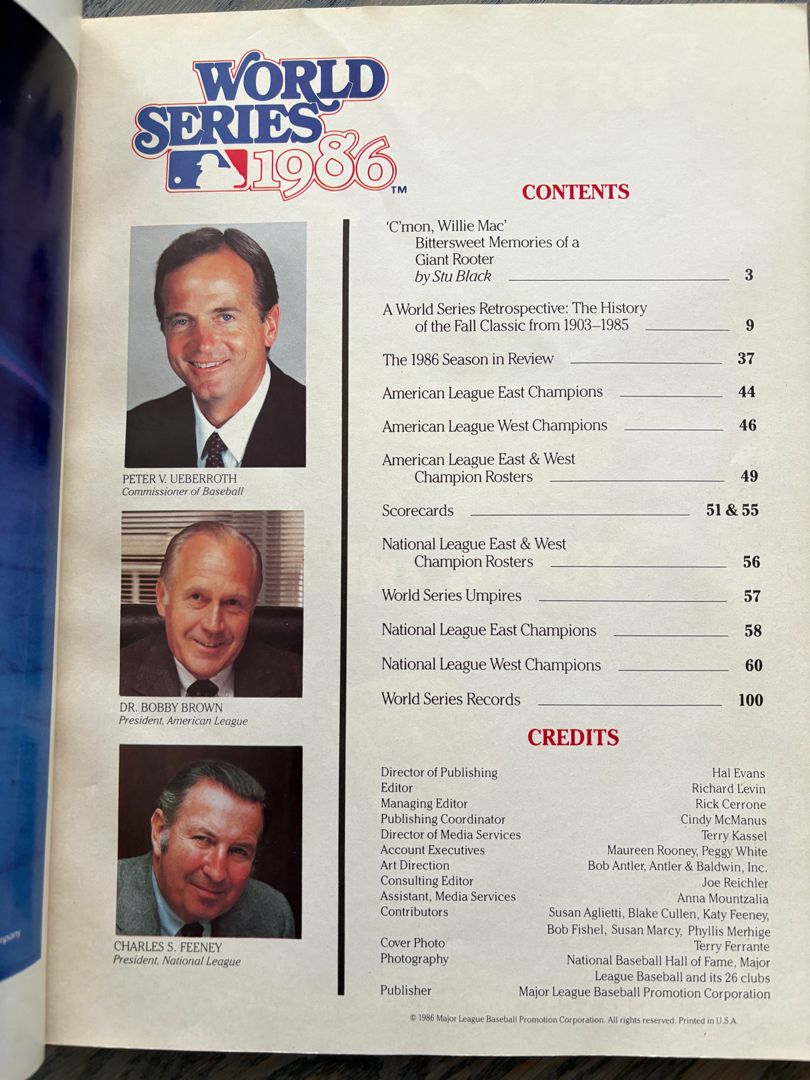 WORLD
SERIES
1986™
PETER V. UEBERROTH
Commissioner of Baseball
DR. BOBBY BROWN
President, American League
CHARLES S. FEENEY
President, National League
CONTENTS
'C'mon, Willie Mac'
Bittersweet Memories of a
Giant Rooter
by Stu Black 3
A World Series Retrospective: The History
of the Fall Classic from 1903–1985 9
The 1986 Season in Review 37
American League East Champions 44
American League West Champions 46
American League East & West
Champion Rosters 49
Scorecards 51 & 55
National League East & West
Champion Rosters 56
World Series Umpires 57
National League East Champions 58
National League West Champions 60
World Series Records 100
CREDITS
Director of Publishing Hal Evans
Editor Richard Levin
Managing Editor Rick Cerrone
Publishing Coordinator Cindy McManus
Director of Media Services Terry Kassel
Account Executives Maureen Rooney, Peggy White
Art Direction Bob Antler, Antler & Baldwin, Inc.
Consulting Editor Joe Reichler
Assistant, Media Services Anna Mountzalia
Contributors Susan Aglietti, Blake Cullen, Katy Feeney,
Bob Fishel, Susan Marcy, Phyllis Merhige
Cover Photo Terry Ferrante
Photography National Baseball Hall of Fame, Major
League Baseball and its 26 clubs
Publisher Major League Baseball Promotion Corporation
© 1986 Major League Baseball Promotion Corporation. All rights reserved. Printed in U.S.A.